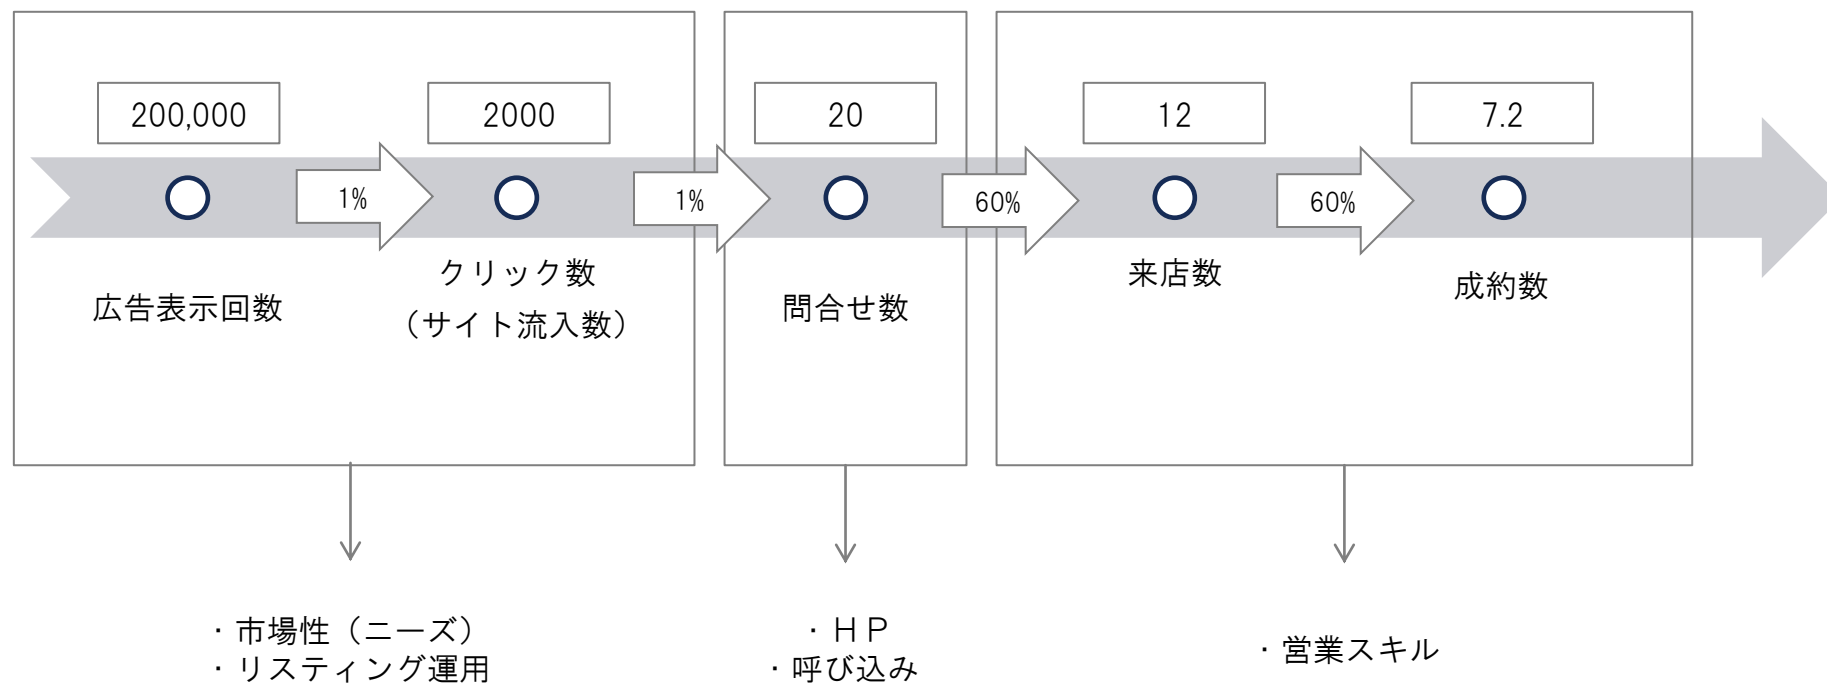 200,000
2000
20
12
7.2
1%
1%
60%
60%
広告表示回数
クリック数
（サイト流入数）
問合せ数
来店数
成約数
・市場性（ニーズ）
・リスティング運用
・ＨＰ
・呼び込み
・営業スキル